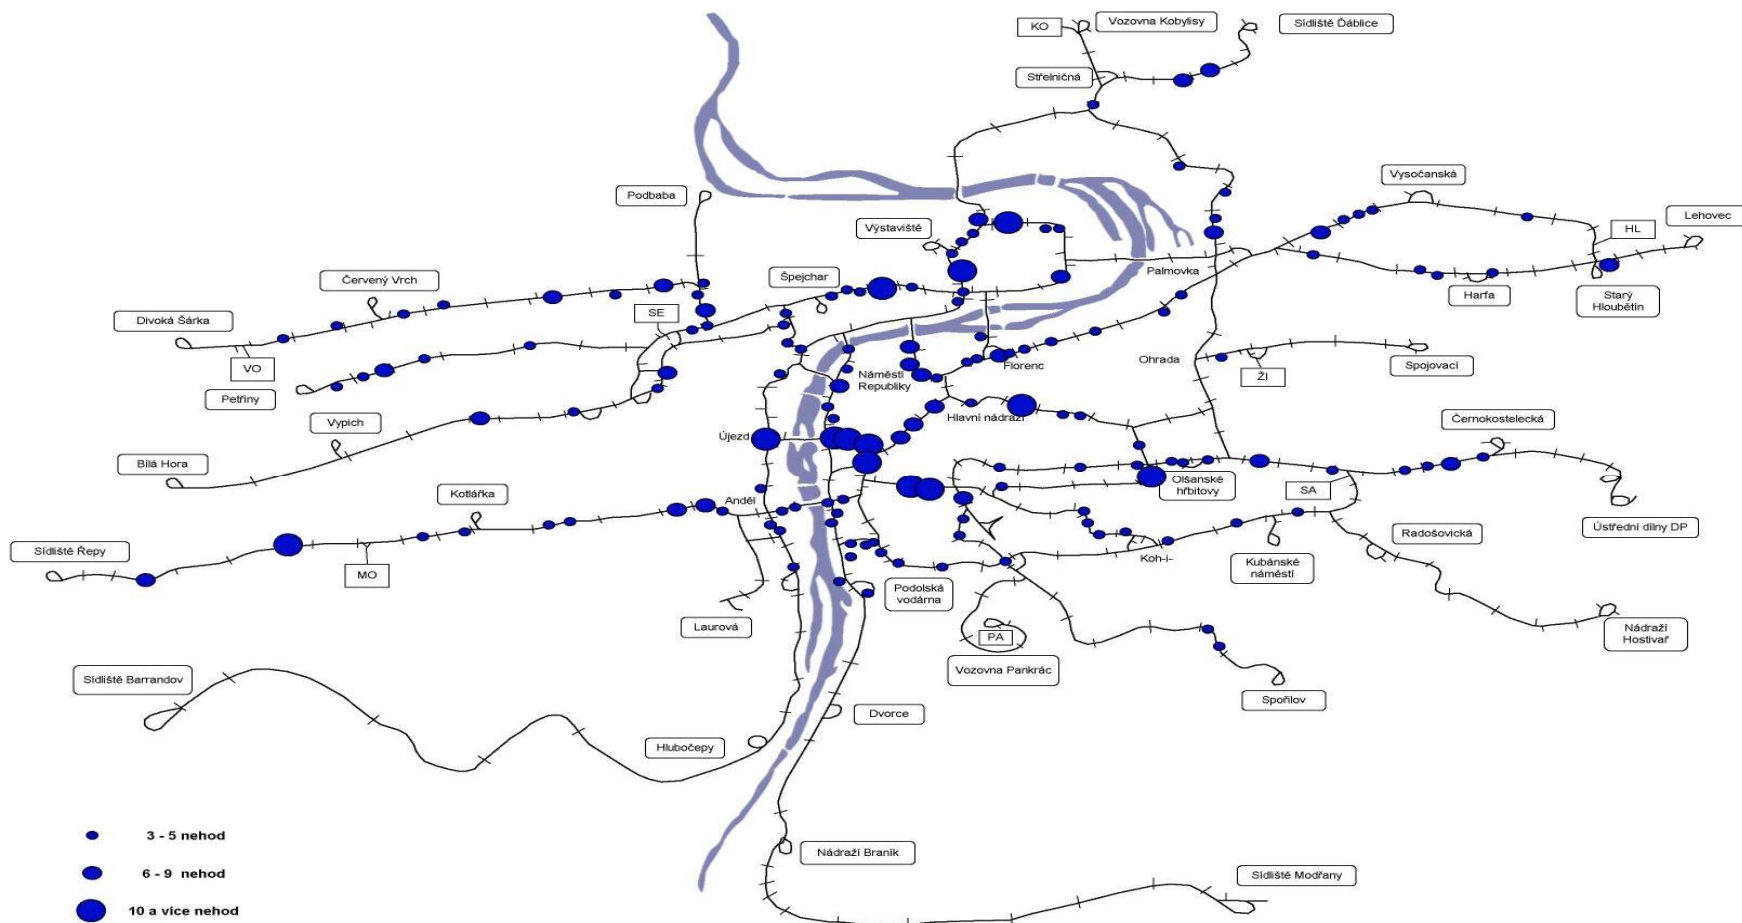 KO
Vozovna Kobylisy
Sídliště Ďáblice
Střelničná
Podbaba
Výstaviště
Vysočanská
HL
Lehovec
Červený Vrch
Špejchar
Palmovka
Harfa
Starý
Hloubětín
Divoká Šárka
SE
VO
Petřiny
Náměstí
Republiky
Florenc
Ohrada
ŽI
Spojovací
Vypich
Hlavní nádraží
Černokostelecká
Újezd
Bílá Hora
Kotlářka
Anděl
Olšanské
hřbitovy
SA
Ústřední dílny DP
Sídliště Řepy
MO
Radošovická
Koh-i-
Kubánské
náměstí
Podolská
vodárna
Laurová
PA
Vozovna Pankrác
Nádraží
Hostivař
Sídliště Barrandov
Spořilov
Dvorce
Hlubočepy
3 - 5 nehod
6 - 9 nehod
10 a více nehod
Nádraží Braník
Sídliště Modřany